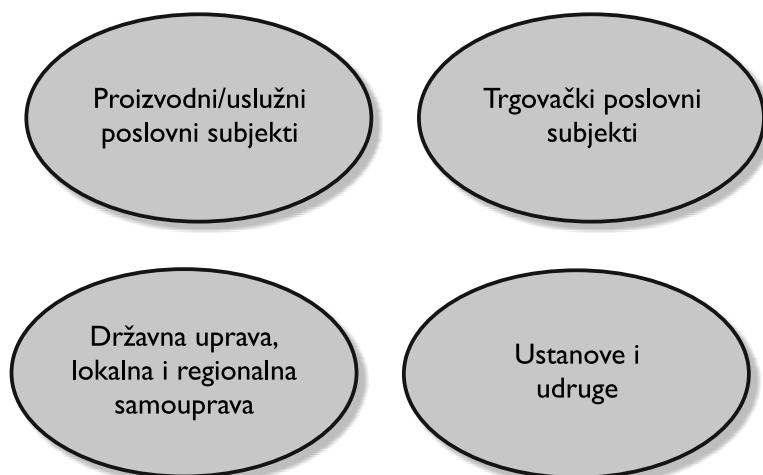 Proizvodni/uslužni
poslovni subjekti
Trgovački poslovni
subjekti
Državna uprava,
lokalna i regionalna
samouprava
Ustanove i
udruge